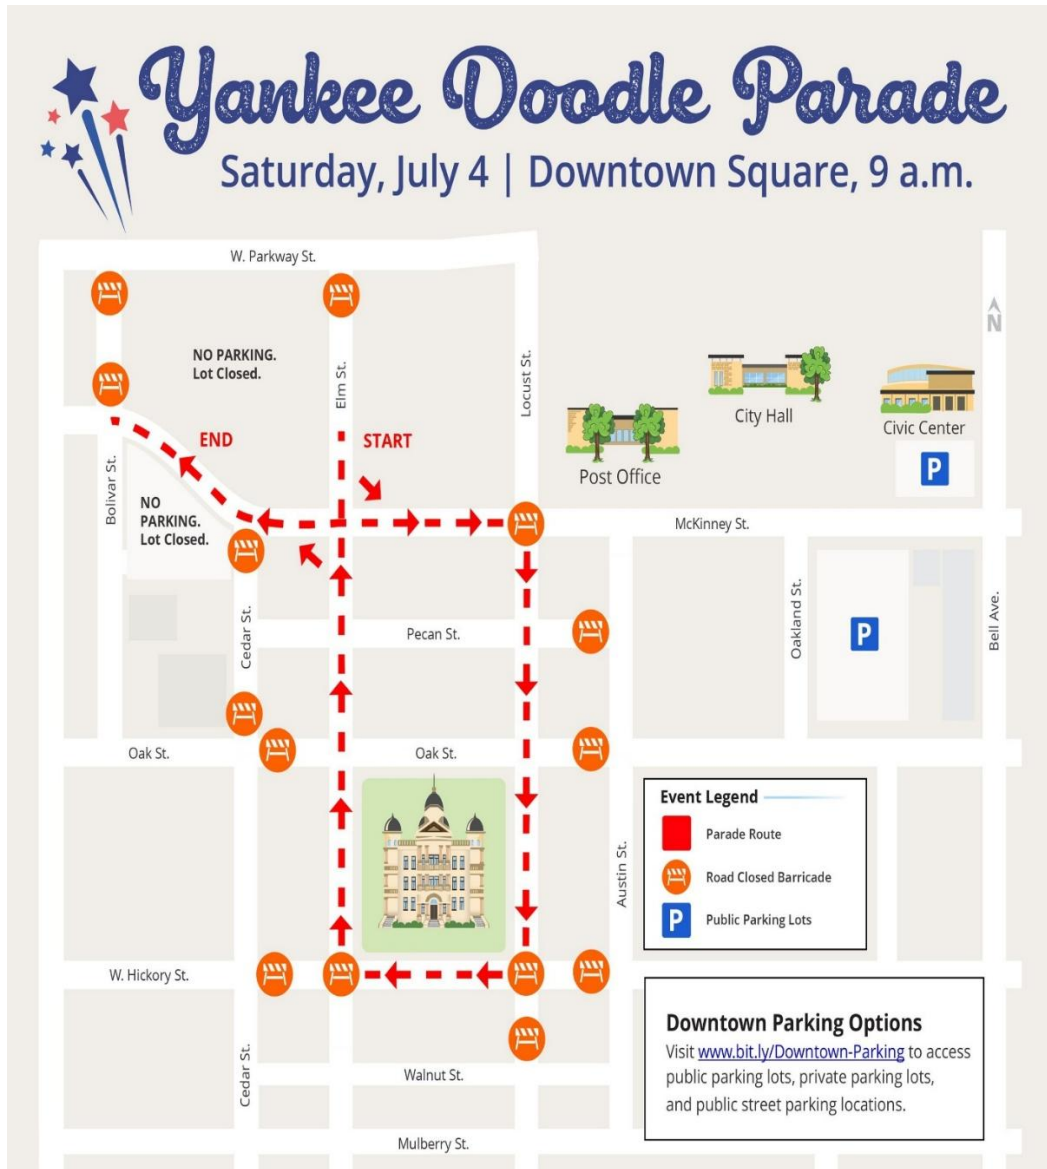 Yankee Doodle Parade
Saturday, July 4 | Downtown Square, 9 a.m.
W. Parkway St.
N
NO PARKING.
Lot Closed.
Elm St.
Locust St.
City Hall
Civic Center
Post Office
P
END
START
Bolivar St.
NO
PARKING.
Lot Closed.
McKinney St.
Cedar St.
Pecan St.
Oakland St.
P
Bell Ave.
Oak St.
Oak St.
Austin St.
Event Legend
Parade Route
Road Closed Barricade
P
Public Parking Lots
W. Hickory St.
Cedar St.
Walnut St.
Mulberry St.
Downtown Parking Options
Visit www.bit.ly/Downtown-Parking to access
public parking lots, private parking lots,
and public street parking locations.